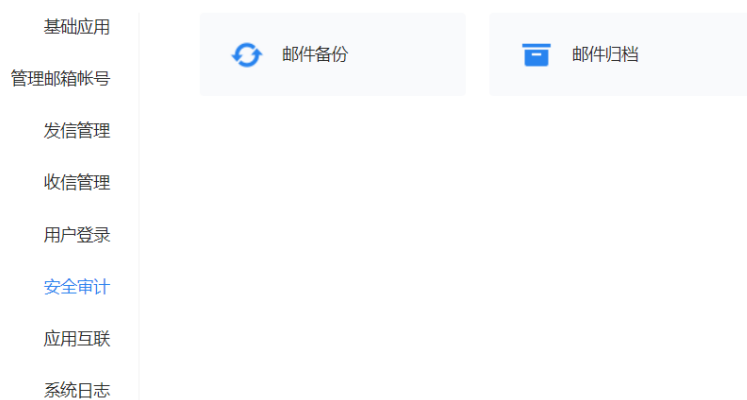 基础应用
管理邮箱帐号
发信管理
收信管理
用户登录
安全审计
应用互联
系统日志
邮件备份
邮件归档